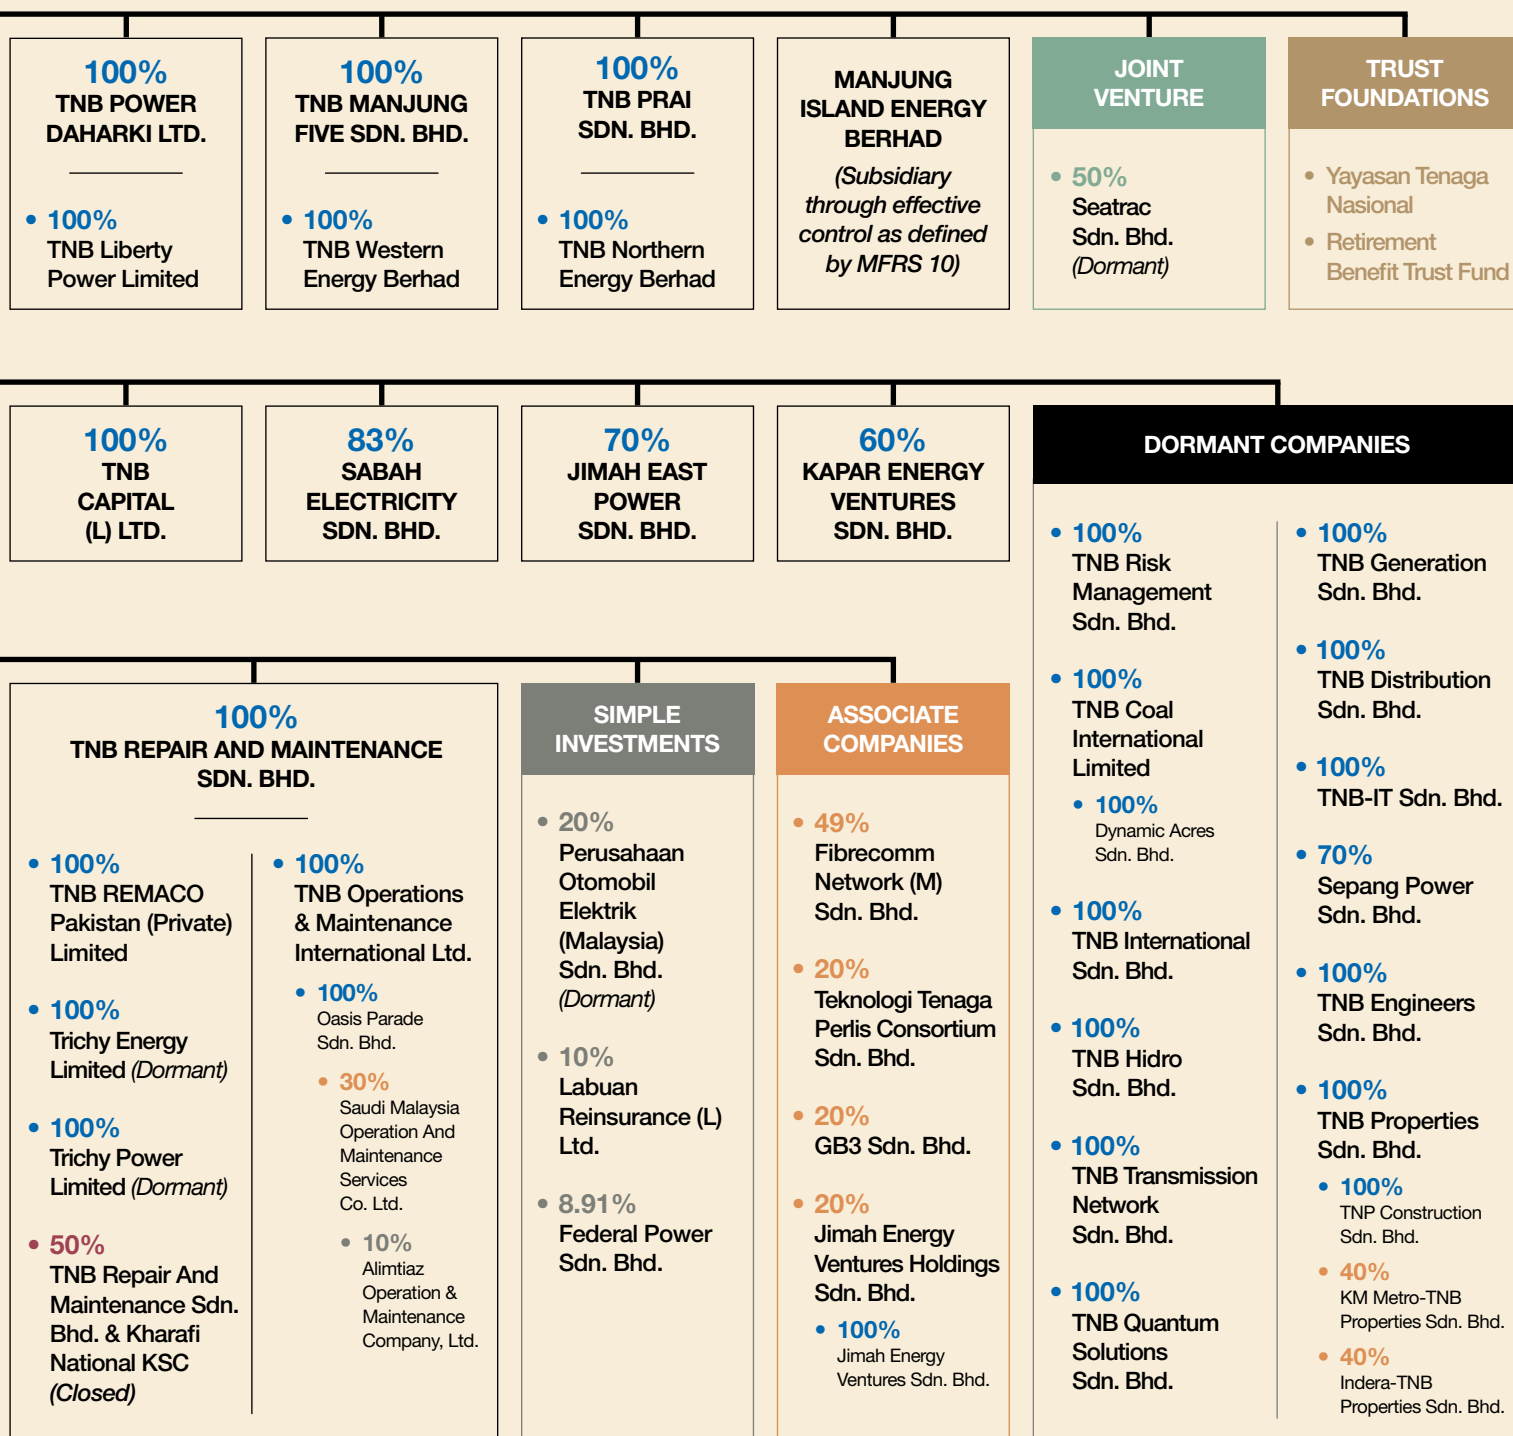 100%
TNB POWER
DAHARKI LTD.
• 100%
TNB Liberty
Power Limited
100%
TNB MANJUNG
FIVE SDN. BHD.
• 100%
TNB Western
Energy Berhad
100%
TNB PRAI
SDN. BHD.
• 100%
TNB Northern
Energy Berhad
MANJUNG
ISLAND ENERGY
BERHAD
(Subsidiary
through effective
control as defined
by MFRS 10)
JOINT
VENTURE
• 50%
Seatrac
Sdn. Bhd.
(Dormant)
TRUST
FOUNDATIONS
• Yayasan Tenaga
Nasional
• Retirement
Benefit Trust Fund
100%
TNB
CAPITAL
(L) LTD.
83%
SABAH
ELECTRICITY
SDN. BHD.
70%
JIMAH EAST
POWER
SDN. BHD.
60%
KAPAR ENERGY
VENTURES
SDN. BHD.
DORMANT COMPANIES
• 100%
TNB Risk
Management
Sdn. Bhd.
• 100%
TNB Coal
International
Limited
• 100%
Dynamic Acres
Sdn. Bhd.
• 100%
TNB International
Sdn. Bhd.
• 100%
TNB Hidro
Sdn. Bhd.
• 100%
TNB Transmission
Network
Sdn. Bhd.
• 100%
TNB Quantum
Solutions
Sdn. Bhd.
• 100%
TNB Generation
Sdn. Bhd.
• 100%
TNB Distribution
Sdn. Bhd.
• 100%
TNB-IT Sdn. Bhd.
• 70%
Sepang Power
Sdn. Bhd.
• 100%
TNB Engineers
Sdn. Bhd.
• 100%
TNB Properties
Sdn. Bhd.
• 100%
TNP Construction
Sdn. Bhd.
• 40%
KM Metro-TNB
Properties Sdn. Bhd.
• 40%
Indera-TNB
Properties Sdn. Bhd.
100%
TNB REPAIR AND MAINTENANCE
SDN. BHD.
• 100%
TNB REMACO
Pakistan (Private)
Limited
• 100%
Trichy Energy
Limited (Dormant)
• 100%
Trichy Power
Limited (Dormant)
• 50%
TNB Repair And
Maintenance Sdn.
Bhd. & Kharafi
National KSC
(Closed)
• 100%
TNB Operations
& Maintenance
International Ltd.
• 100%
Oasis Parade
Sdn. Bhd.
• 30%
Saudi Malaysia
Operation And
Maintenance
Services
Co. Ltd.
• 10%
Alimtiaz
Operation &
Maintenance
Company, Ltd.
SIMPLE
INVESTMENTS
• 20%
Perusahaan
Otomobil
Elektrik
(Malaysia)
Sdn. Bhd.
(Dormant)
• 10%
Labuan
Reinsurance (L)
Ltd.
• 8.91%
Federal Power
Sdn. Bhd.
ASSOCIATE
COMPANIES
• 49%
Fibrecomm
Network (M)
Sdn. Bhd.
• 20%
Teknologi Tenaga
Perlis Consortium
Sdn. Bhd.
• 20%
GB3 Sdn. Bhd.
• 20%
Jimah Energy
Ventures Holdings
Sdn. Bhd.
• 100%
Jimah Energy
Ventures Sdn. Bhd.